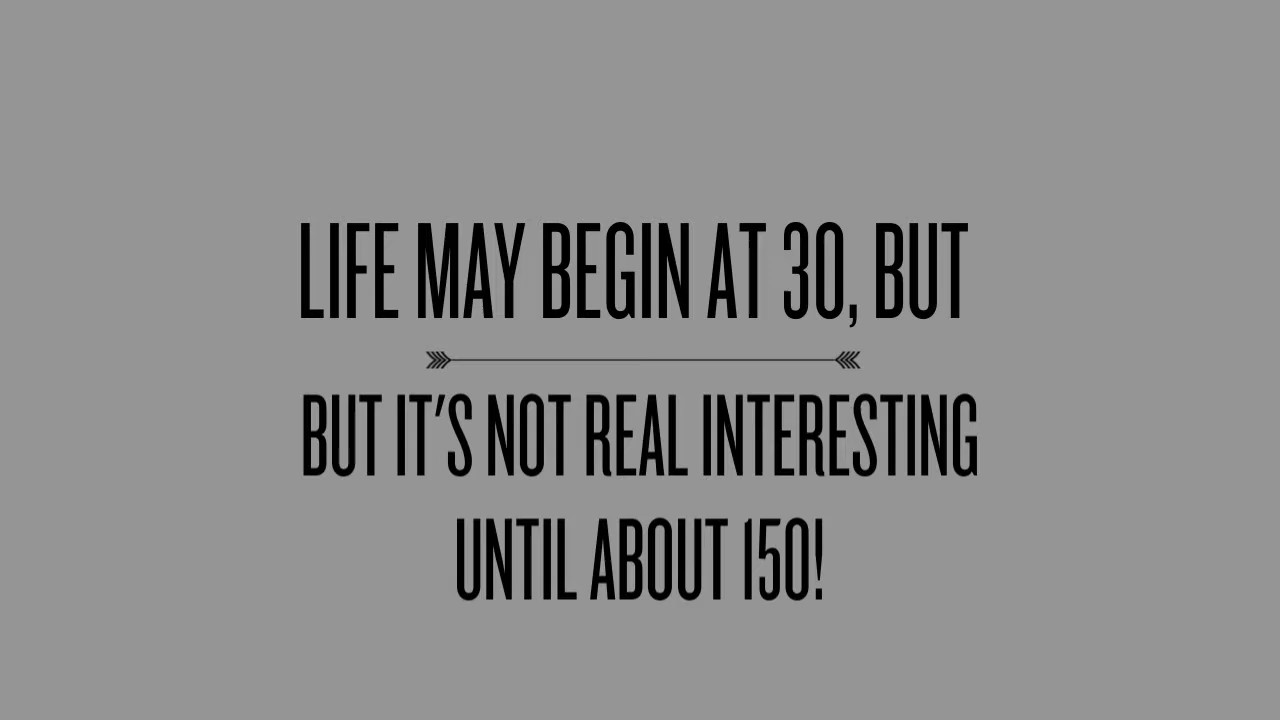 LIFE MAY BEGIN AT 30, BUT
BUT IT'S NOT REAL INTERESTING
UNTIL ABOUT 150!